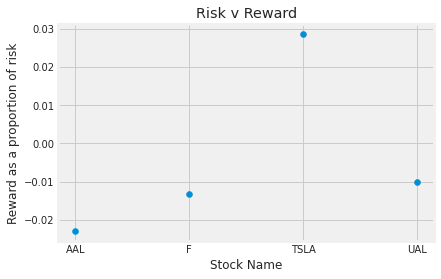 Risk v Reward
Reward as a proportion of risk
0.03
0.02
0.01
0.00
−0.01
−0.02
AAL F TSLA UAL
Stock Name